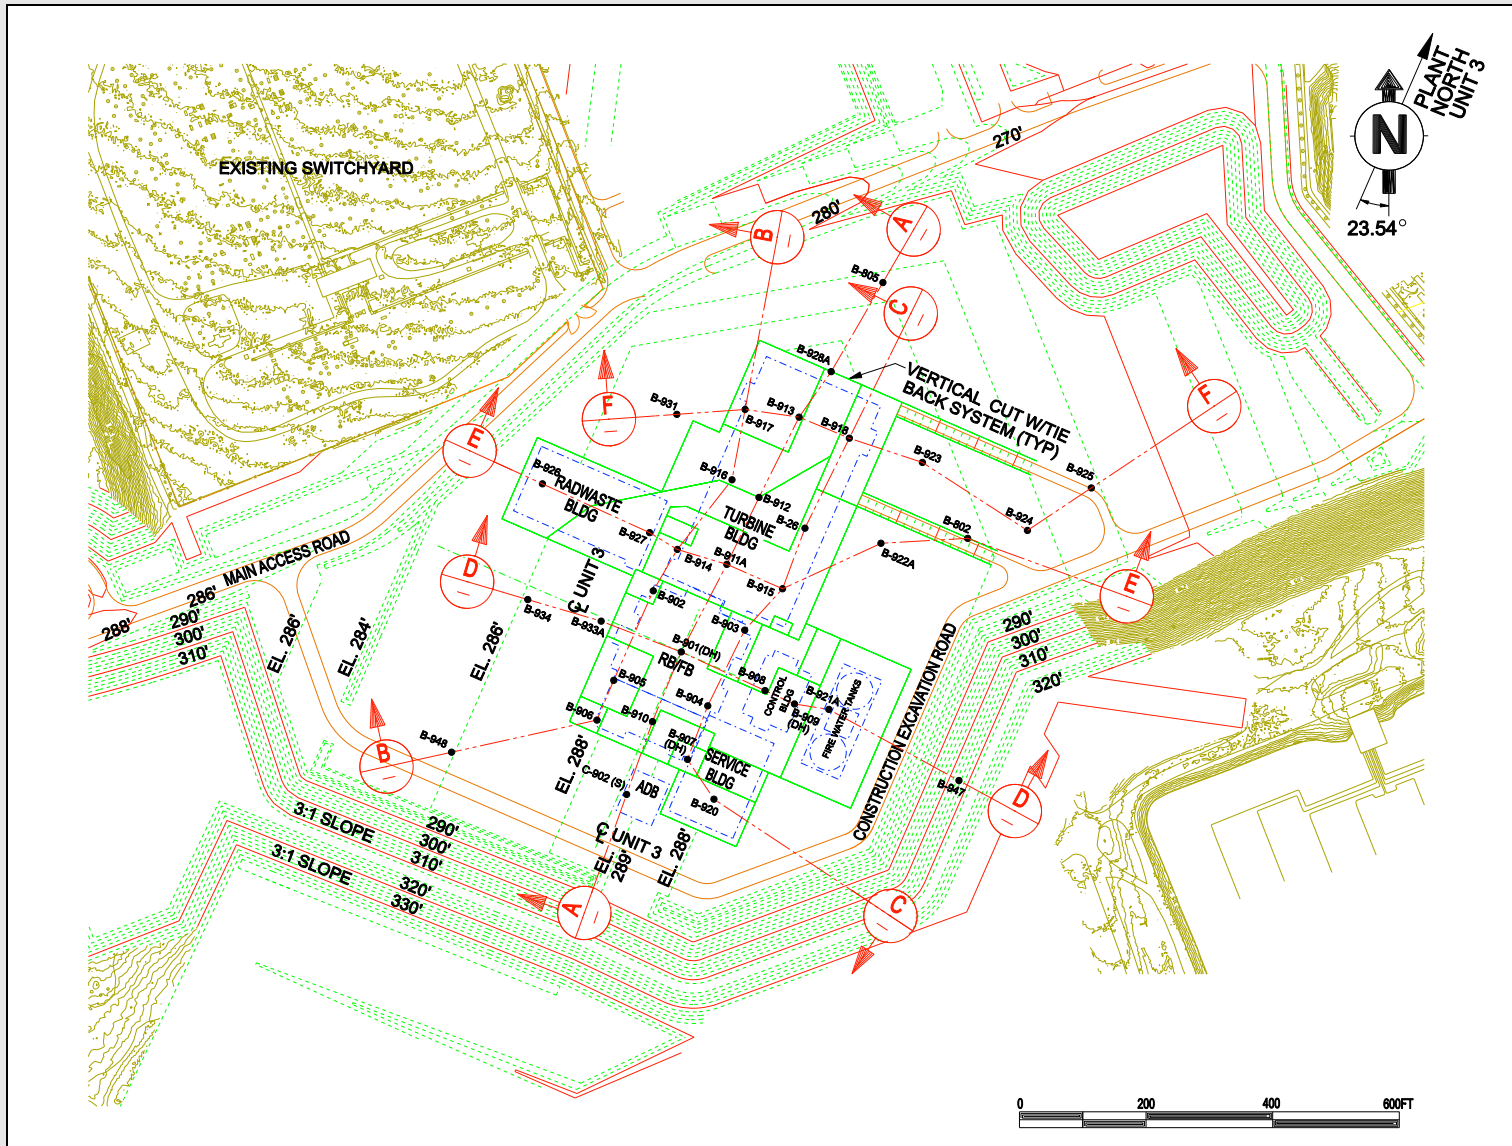 PLANT
NORTH
UNIT 3
N
23.54°
EXISTING SWITCHYARD
270'
280'
B
A
B-805
C
B-928A
VERTICAL CUT W/TIE
BACK SYSTEM (TYP)
F
B-931
B-917
B-913
B-918
F
E
B-923
B-925
B-916
B-912
B-924
RADWASTE
BLDG
TURBINE
BLDG
B-26
B-802
B-927
B-914
B-911A
B-922A
B-915
MAIN ACCESS ROAD
D
C L UNIT 3
E
286'
288'
290'
300'
310'
B-934
B-933A
B-902
B-903
B-901(DH)
RB/FB
EL. 286'
EL. 284'
EL. 286'
290'
300'
310'
320'
B-905
B-904
B-908
CONTROL
BLDG
B-921A
B-909
(DH)
FIRE WATER TANKS
B-906
B-910
B-907
(DH)
B
B-948
EL. 288'
C-902 (S)
ADB
SERVICE
BLDG
B-920
B-947
D
CONSTRUCTION EXCAVATION ROAD
3:1 SLOPE
290'
300'
310'
C L UNIT 3
EL. 289'
EL. 288'
3:1 SLOPE
320'
330'
A
C
0
200
400
600FT